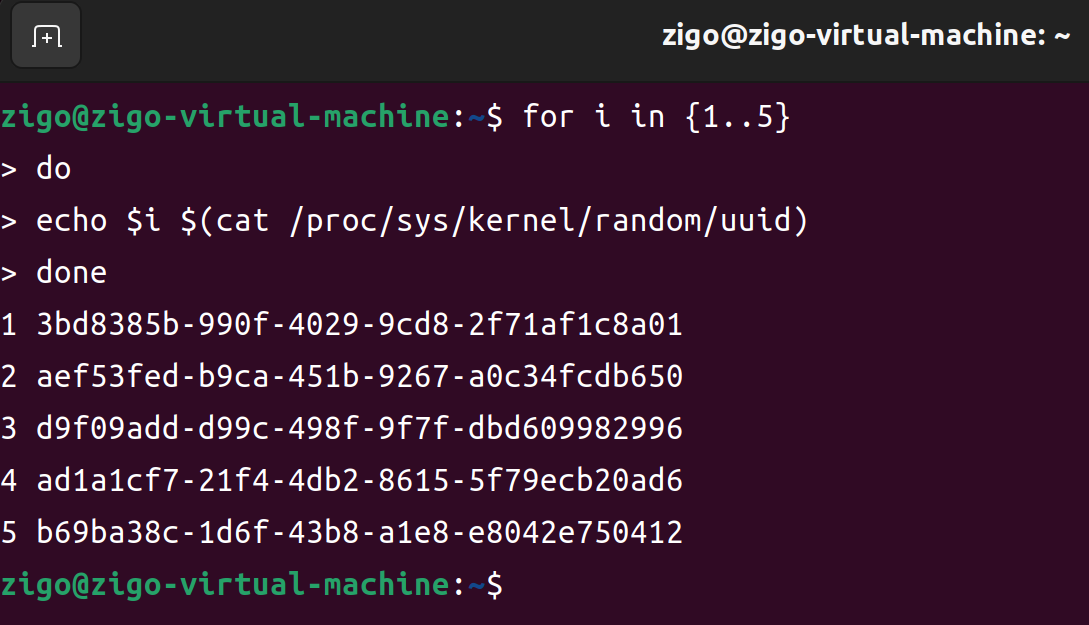 zigo@zigo-virtual-machine: ~
zigo@zigo-virtual-machine:~$ for i in {1..5}
> do
> echo $i $(cat /proc/sys/kernel/random/uuid)
> done
1 3bd8385b-990f-4029-9cd8-2f71af1c8a01
2 aef53fed-b9ca-451b-9267-a0c34fcdb650
3 d9f09add-d99c-498f-9f7f-dbd609982996
4 ad1a1cf7-21f4-4db2-8615-5f79ecb20ad6
5 b69ba38c-1d6f-43b8-a1e8-e8042e750412
zigo@zigo-virtual-machine:~$